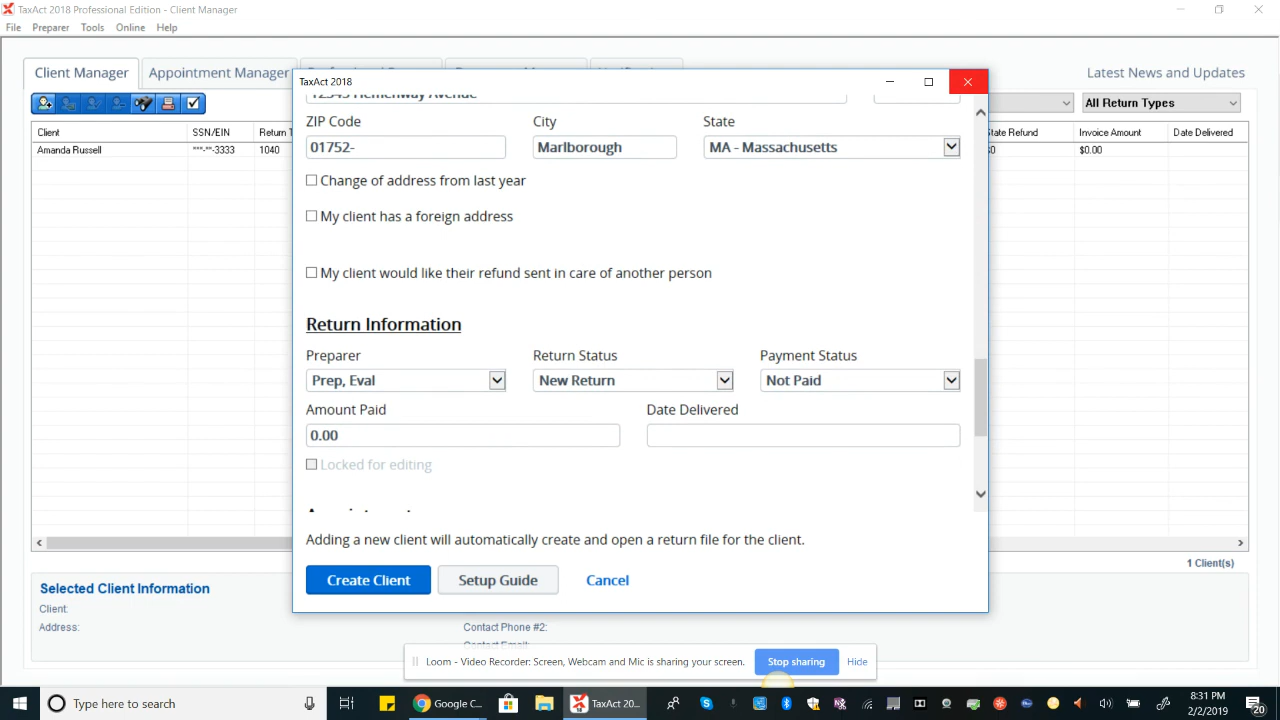 TaxAct 2018 Professional Edition - Client Manager
File Preparer Tools Online Help
Client Manager Appointment Manager Latest News and Updates
TaxAct 2018
All Return Types
Client SSN/EIN Return State Refund Invoice Amount Date Delivered
Amanda Russell ***-**-3333 1040 $0.00
12345 Hemenway Avenue
ZIP Code City State
01752- Marlborough MA - Massachusetts
Change of address from last year
My client has a foreign address
My client would like their refund sent in care of another person
Return Information
Preparer Return Status Payment Status
Prep, Eval New Return Not Paid
Amount Paid Date Delivered
0.00
Locked for editing
Adding a new client will automatically create and open a return file for the client.
Create Client Setup Guide Cancel
1 Client(s)
Selected Client Information
Client:
Address: Contact Phone #2:
Contact Email:
Loom - Video Recorder: Screen, Webcam and Mic is sharing your screen. Stop sharing Hide
Type here to search Google C... TaxAct 20... 8:31 PM
2/2/2019 20